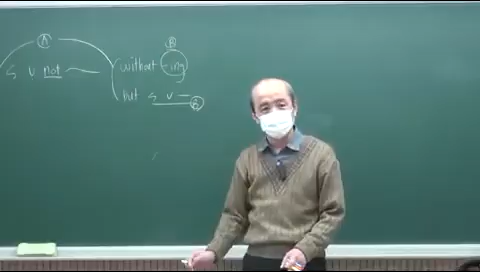 Ⓐ
Ⓑ
S V not
without -ing
but S V
Ⓑ